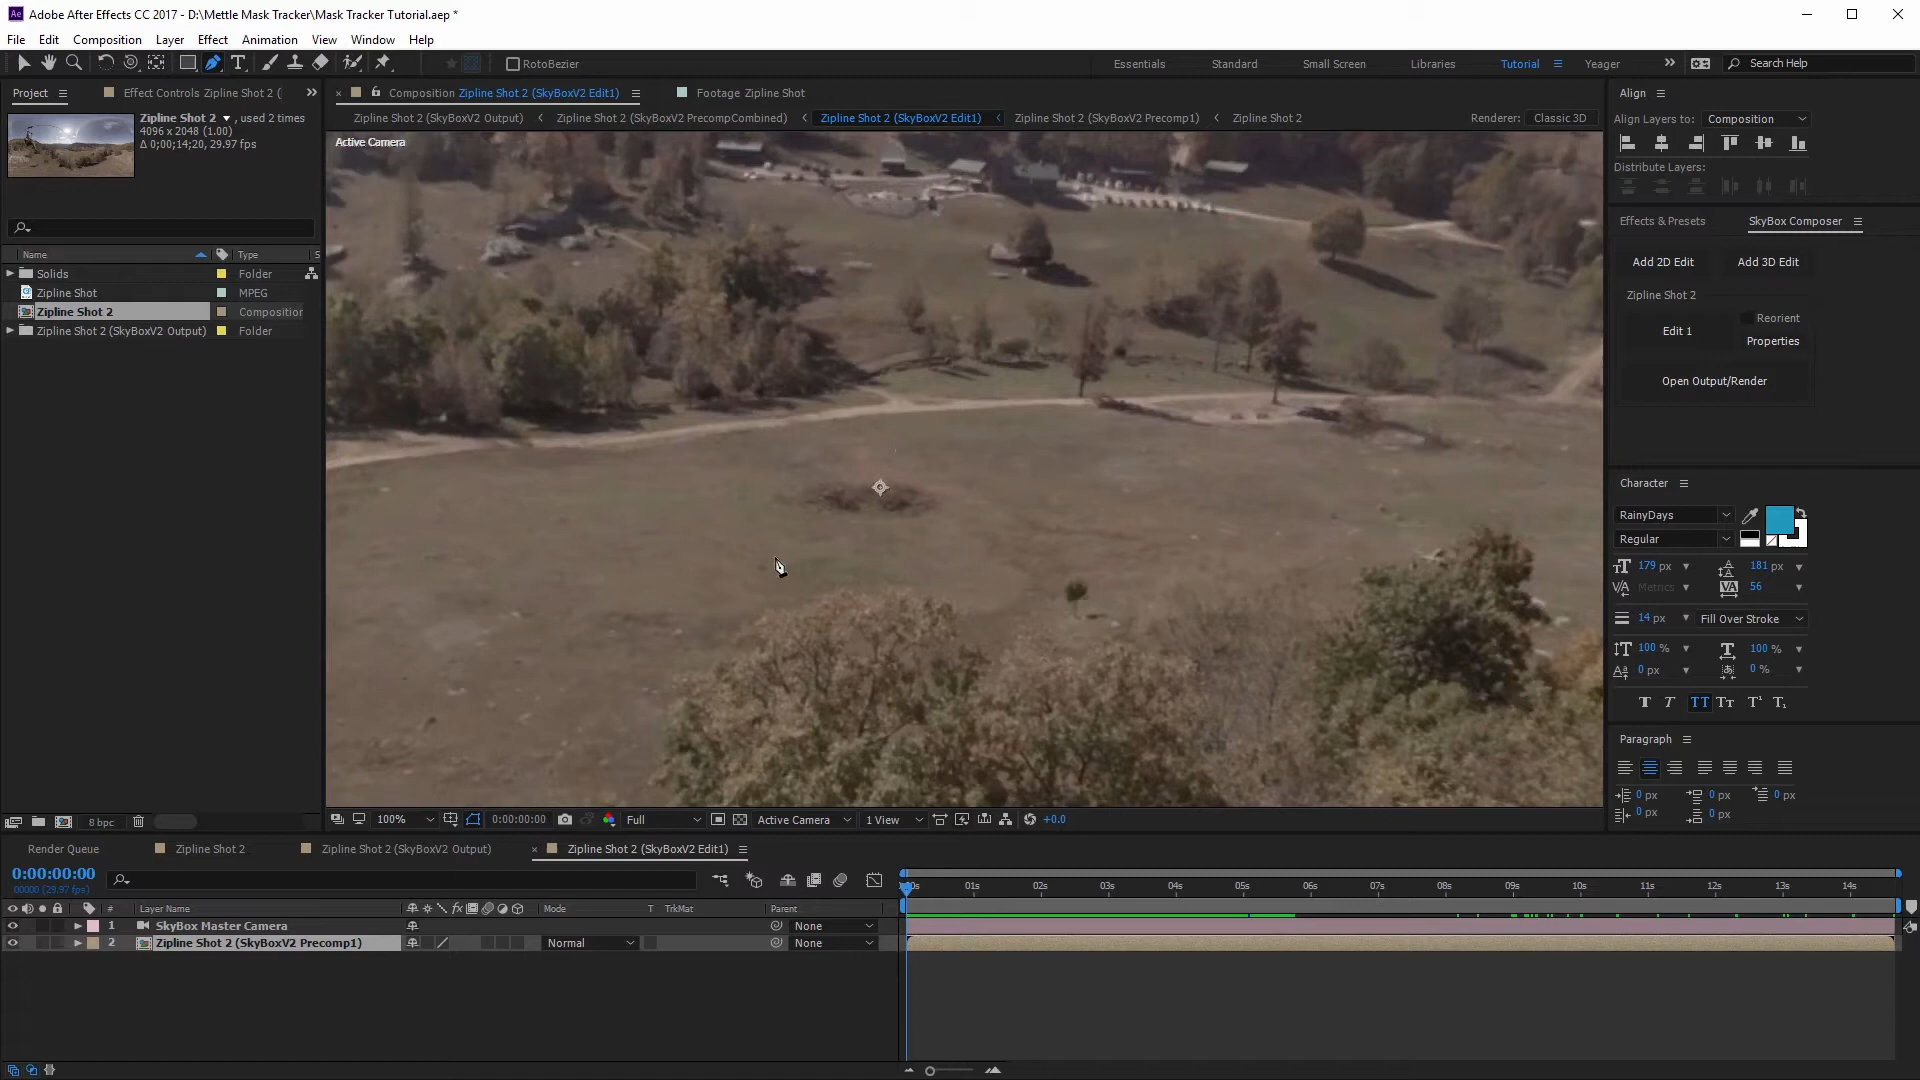 Adobe After Effects CC 2017 - D:\Mettle Mask Tracker\Mask Tracker Tutorial.aep *
File Edit Composition Layer Effect Animation View Window Help
RotoBezier
Essentials Standard Small Screen Libraries Tutorial Yeager Search Help
Project Effect Controls Zipline Shot 2 (
Composition Zipline Shot 2 (SkyBoxV2 Edit1) Footage Zipline Shot
Align
Zipline Shot 2 , used 2 times
4096 x 2048 (1.00)
Δ 0;00;14;20, 29.97 fps
Zipline Shot 2 (SkyBoxV2 Output) Zipline Shot 2 (SkyBoxV2 PrecompCombined) Zipline Shot 2 (SkyBoxV2 Edit1) Zipline Shot 2 (SkyBoxV2 Precomp1) Zipline Shot 2 Renderer: Classic 3D
Align Layers to: Composition
Active Camera
Distribute Layers:
Effects & Presets SkyBox Composer
Name Type S
Solids Folder
Zipline Shot MPEG
Zipline Shot 2 Composition
Zipline Shot 2 (SkyBoxV2 Output) Folder
Add 2D Edit Add 3D Edit
Zipline Shot 2
Reorient
Edit 1
Properties
Open Output/Render
Character
RainyDays
Regular
179 px 181 px
Metrics 56
14 px Fill Over Stroke
100 % 100 %
0 px 0 %
T T TT Tт T¹ T₁
Paragraph
0 px 0 px 0 px
0 px 0 px
8 bpc 100% 0:00:00:00 Full Active Camera 1 View +0.0
Render Queue Zipline Shot 2 Zipline Shot 2 (SkyBoxV2 Output) Zipline Shot 2 (SkyBoxV2 Edit1)
0:00:00:00
00000 (29.97 fps)
01s 02s 03s 04s 05s 06s 07s 08s 09s 10s 11s 12s 13s 14s
# Layer Name Mode T TrkMat Parent
1 SkyBox Master Camera None
2 Zipline Shot 2 (SkyBoxV2 Precomp1) Normal None